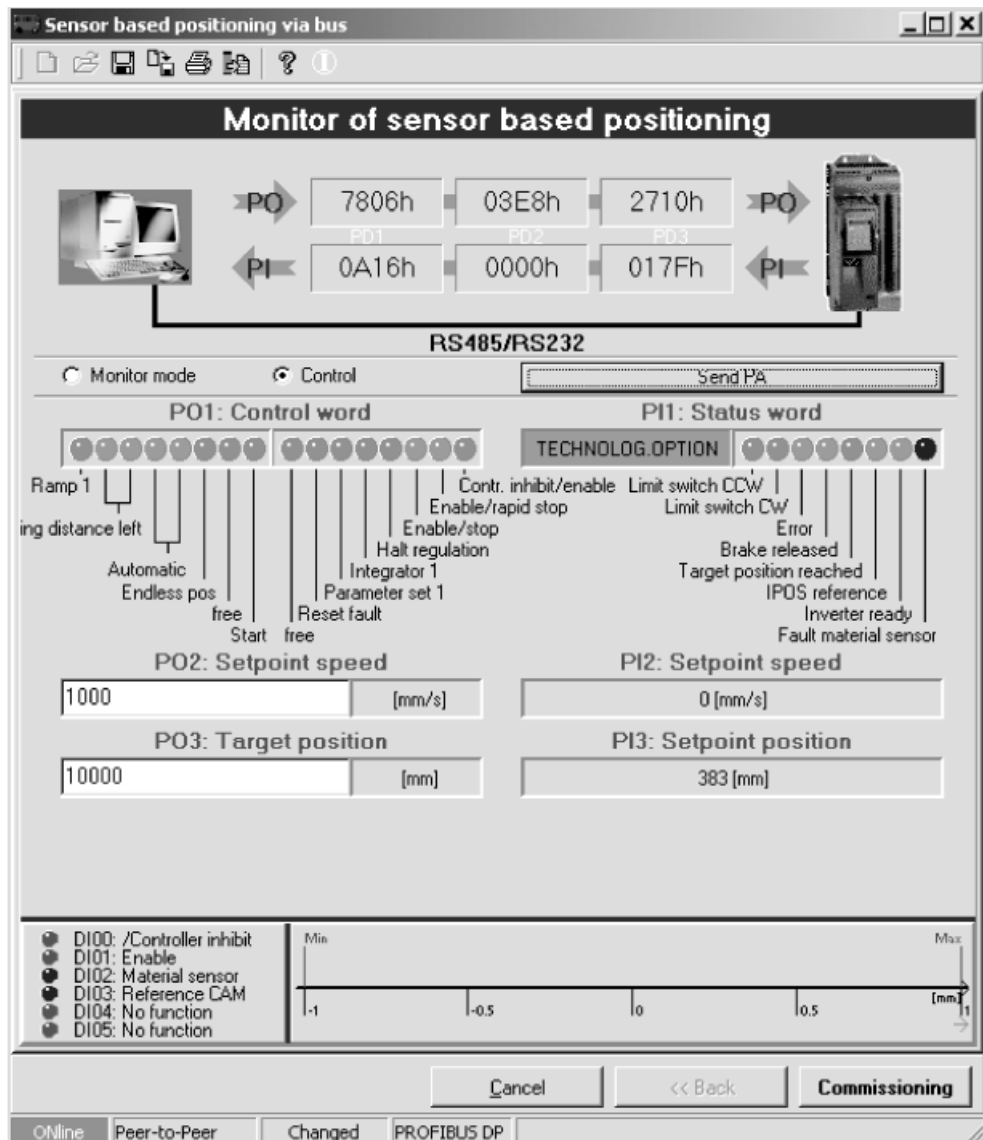 Sensor based positioning via bus
Monitor of sensor based positioning
PO 7806h 03E8h 2710h PO
PD1 PD2 PD3
PI 0A16h 0000h 017Fh PI
RS485/RS232
Monitor mode Control Send PA
PO1: Control word PI1: Status word
TECHNOLOG.OPTION
Ramp 1 Contr. inhibit/enable Limit switch CCW
Enable/rapid stop Limit switch CW
ing distance left Enable/stop Error
Halt regulation Brake released
Automatic Integrator 1 Target position reached
Endless pos Parameter set 1 IPOS reference
free Reset fault Inverter ready
Start free Fault material sensor
PO2: Setpoint speed PI2: Setpoint speed
1000 [mm/s] 0 [mm/s]
PO3: Target position PI3: Setpoint position
10000 [mm] 383 [mm]
DI00: /Controller inhibit
DI01: Enable
DI02: Material sensor
DI03: Reference CAM
DI04: No function
DI05: No function
Min Max
[mm]
-1 -0.5 0 0.5 1
Cancel << Back Commissioning
ONline Peer-to-Peer Changed PROFIBUS DP